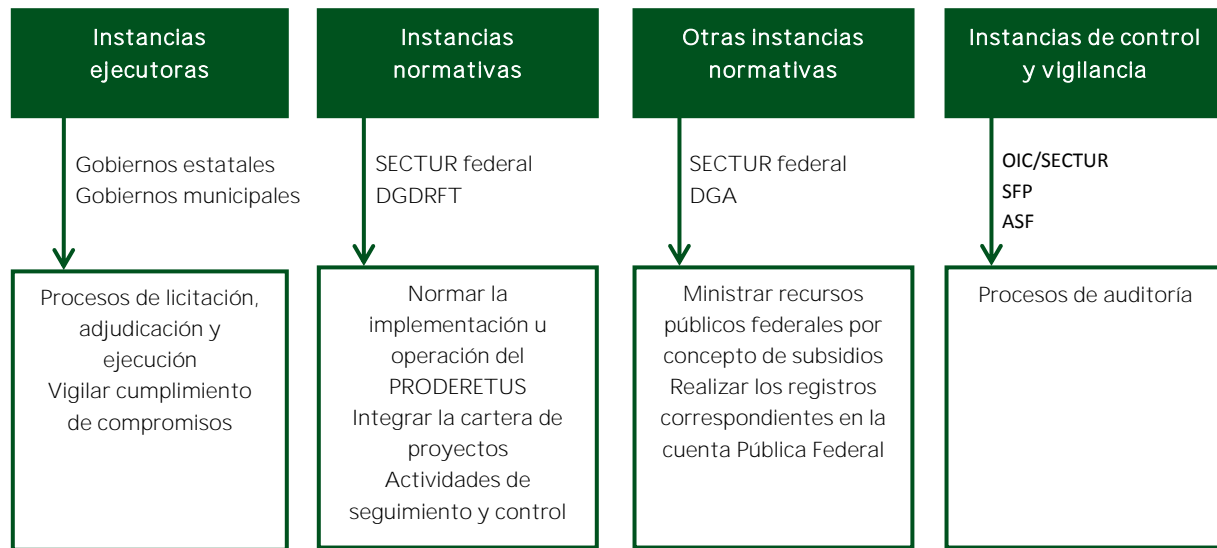 Instancias
ejecutoras
Gobiernos estatales
Gobiernos municipales
Procesos de licitación,
adjudicación y
ejecución
Vigilar cumplimiento
de compromisos
Instancias
normativas
SECTUR federal
DGDRFT
Normar la
implementación u
operación del
PRODERETUS
Integrar la cartera de
proyectos
Actividades de
seguimiento y control
Otras instancias
normativas
SECTUR federal
DGA
Ministrar recursos
públicos federales por
concepto de subsidios
Realizar los registros
correspondientes en la
cuenta Pública Federal
Instancias de control
y vigilancia
OIC/SECTUR
SFP
ASF
Procesos de auditoría